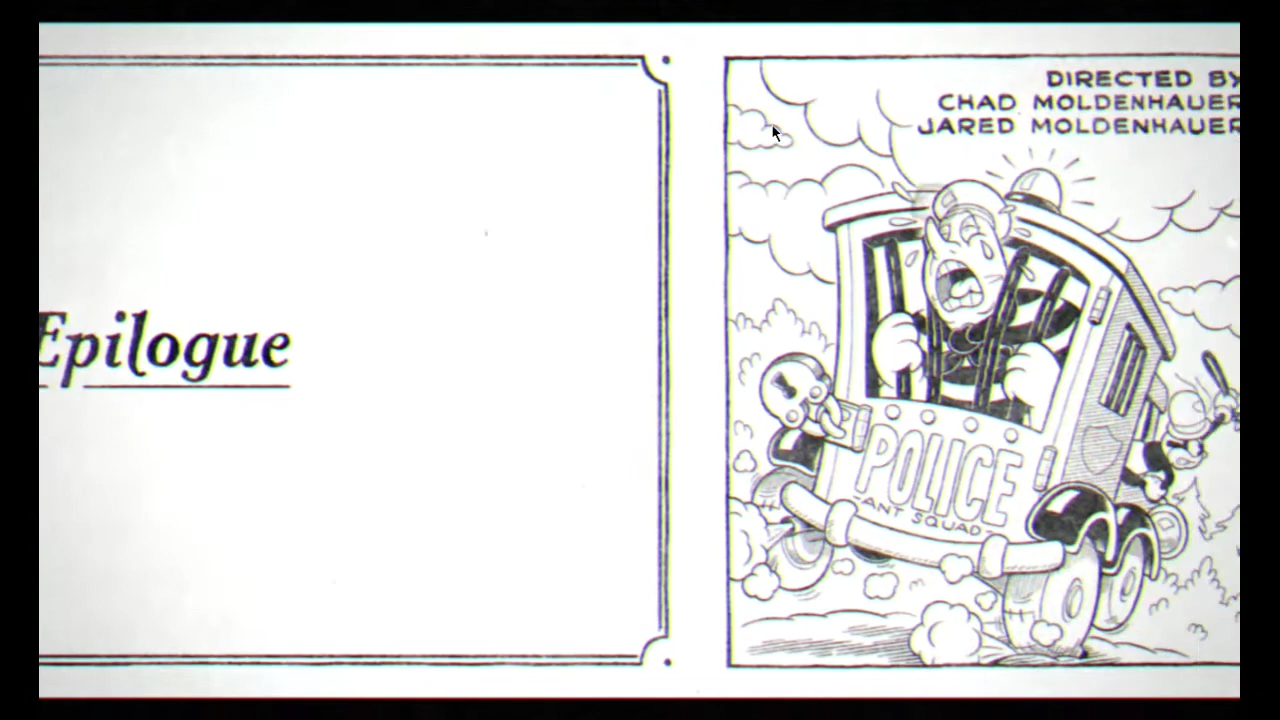 Epilogue
DIRECTED BY
CHAD MOLDENHAUER
JARED MOLDENHAUER
POLICE
-ANT SQUAD-